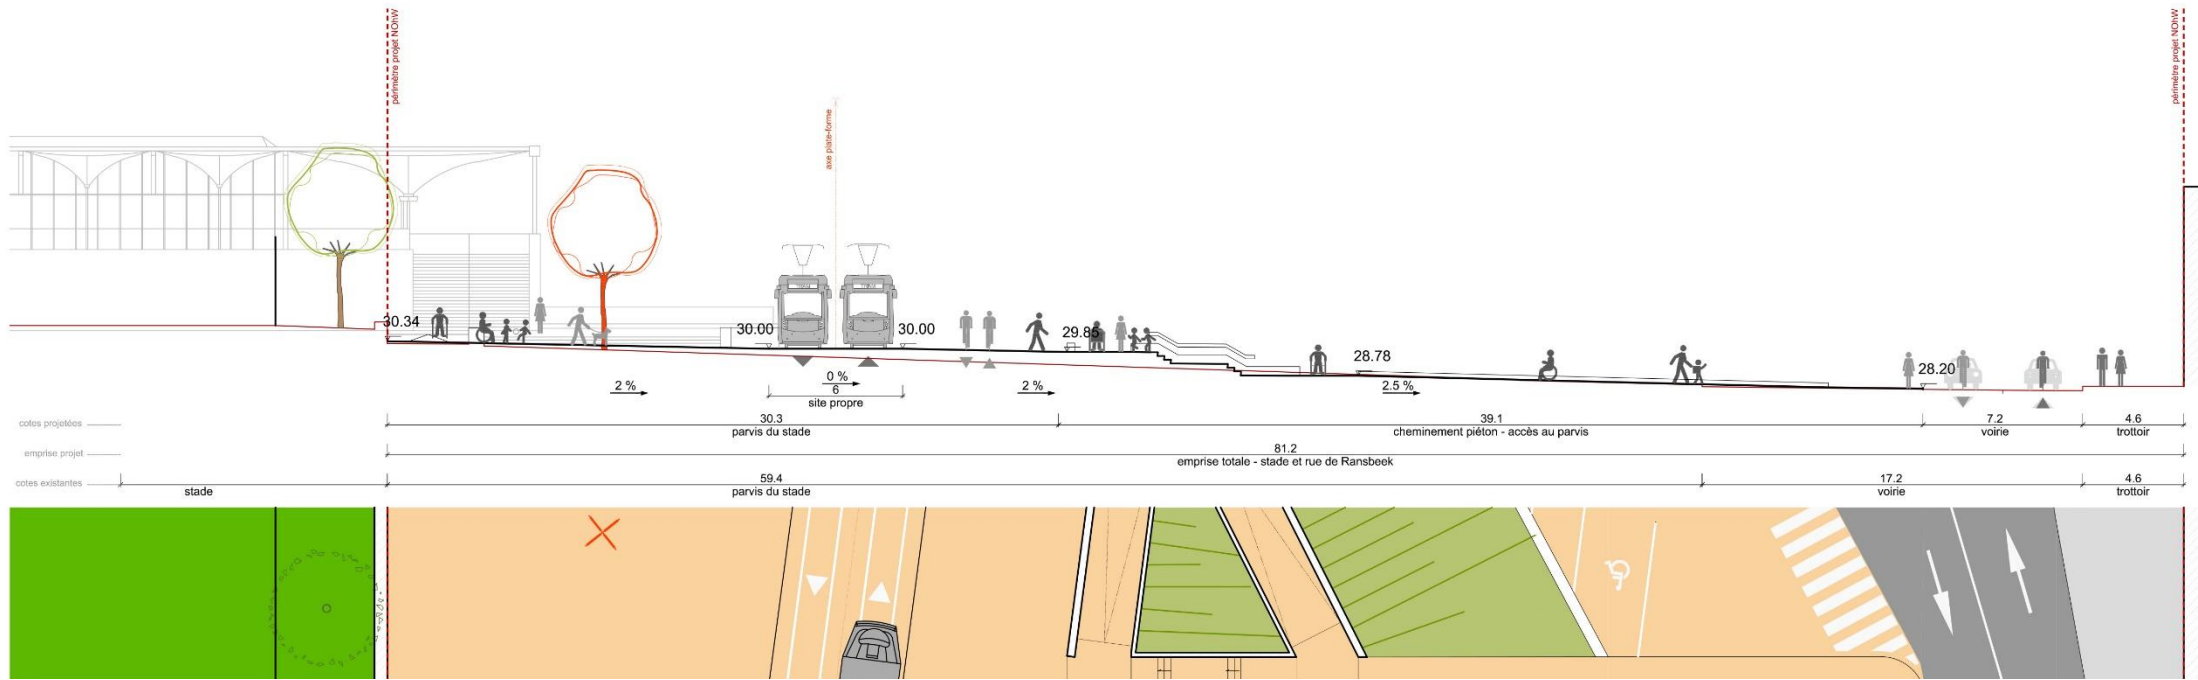 périmètre projet NOhW
périmètre projet NOhW
axe plate-forme
TRAM
TRAM
30.34
30.00
30.00
29.85
28.78
28.20
2 %
0 %
6
site propre
2 %
2.5 %
cotes projetées
30.3
39.1
7.2
4.6
parvis du stade
cheminement piéton - accès au parvis
voirie
trottoir
emprise projet
81.2
emprise totale - stade et rue de Ransbeek
cotes existantes
59.4
17.2
4.6
stade
parvis du stade
voirie
trottoir